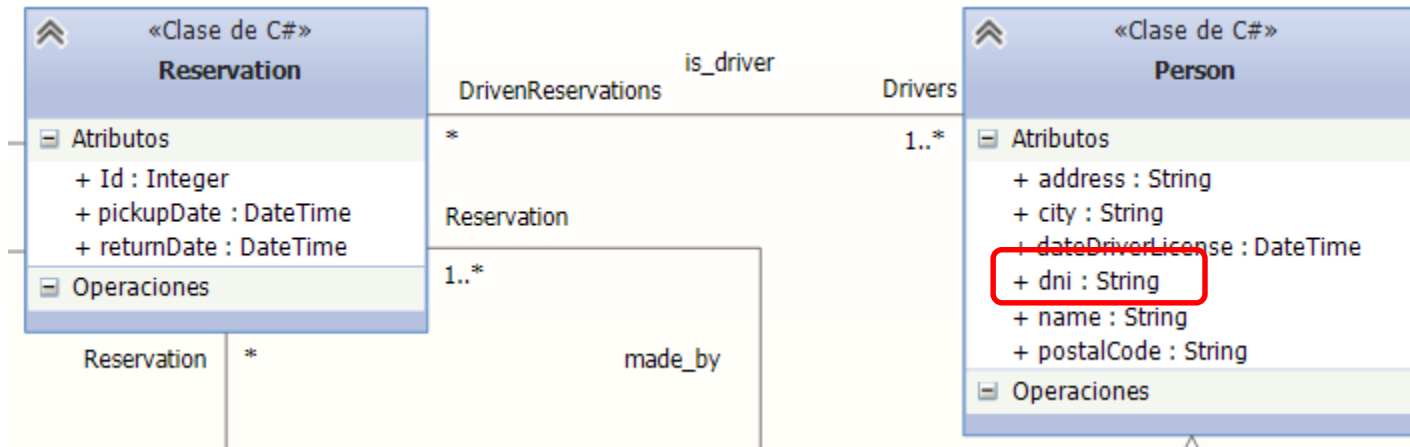 «Clase de C#»
Reservation
Atributos
+ Id : Integer
+ pickupDate : DateTime
+ returnDate : DateTime
Operaciones
is_driver
DrivenReservations
Drivers
*
1..*
Reservation
1..*
made_by
Reservation
*
«Clase de C#»
Person
Atributos
+ address : String
+ city : String
+ dateDriverLicense : DateTime
+ dni : String
+ name : String
+ postalCode : String
Operaciones